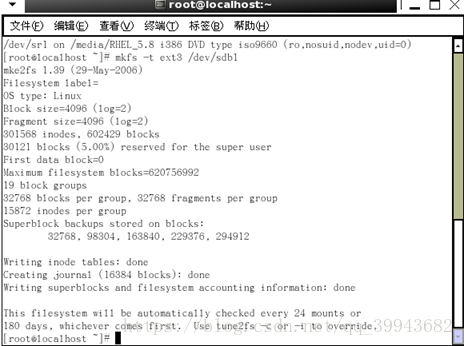 root@localhost:~
文件(F) 编辑(E) 查看(V) 终端(T) 标签(B) 帮助(H)
/dev/sr1 on /media/RHEL_5.8 i386 DVD type iso9660 (ro,nosuid,nodev,uid=0)
[root@localhost ~]# mkfs -t ext3 /dev/sdb1
mke2fs 1.39 (29-May-2006)
Filesystem label=
OS type: Linux
Block size=4096 (log=2)
Fragment size=4096 (log=2)
301568 inodes, 602429 blocks
30121 blocks (5.00%) reserved for the super user
First data block=0
Maximum filesystem blocks=620756992
19 block groups
32768 blocks per group, 32768 fragments per group
15872 inodes per group
Superblock backups stored on blocks:
32768, 98304, 163840, 229376, 294912
Writing inode tables: done
Creating journal (16384 blocks): done
Writing superblocks and filesystem accounting information: done
This filesystem will be automatically checked every 24 mounts or
180 days, whichever comes first. Use tune2fs -c or -i to override.
[root@localhost ~]#
https://blog.csdn.net/qq_39943682